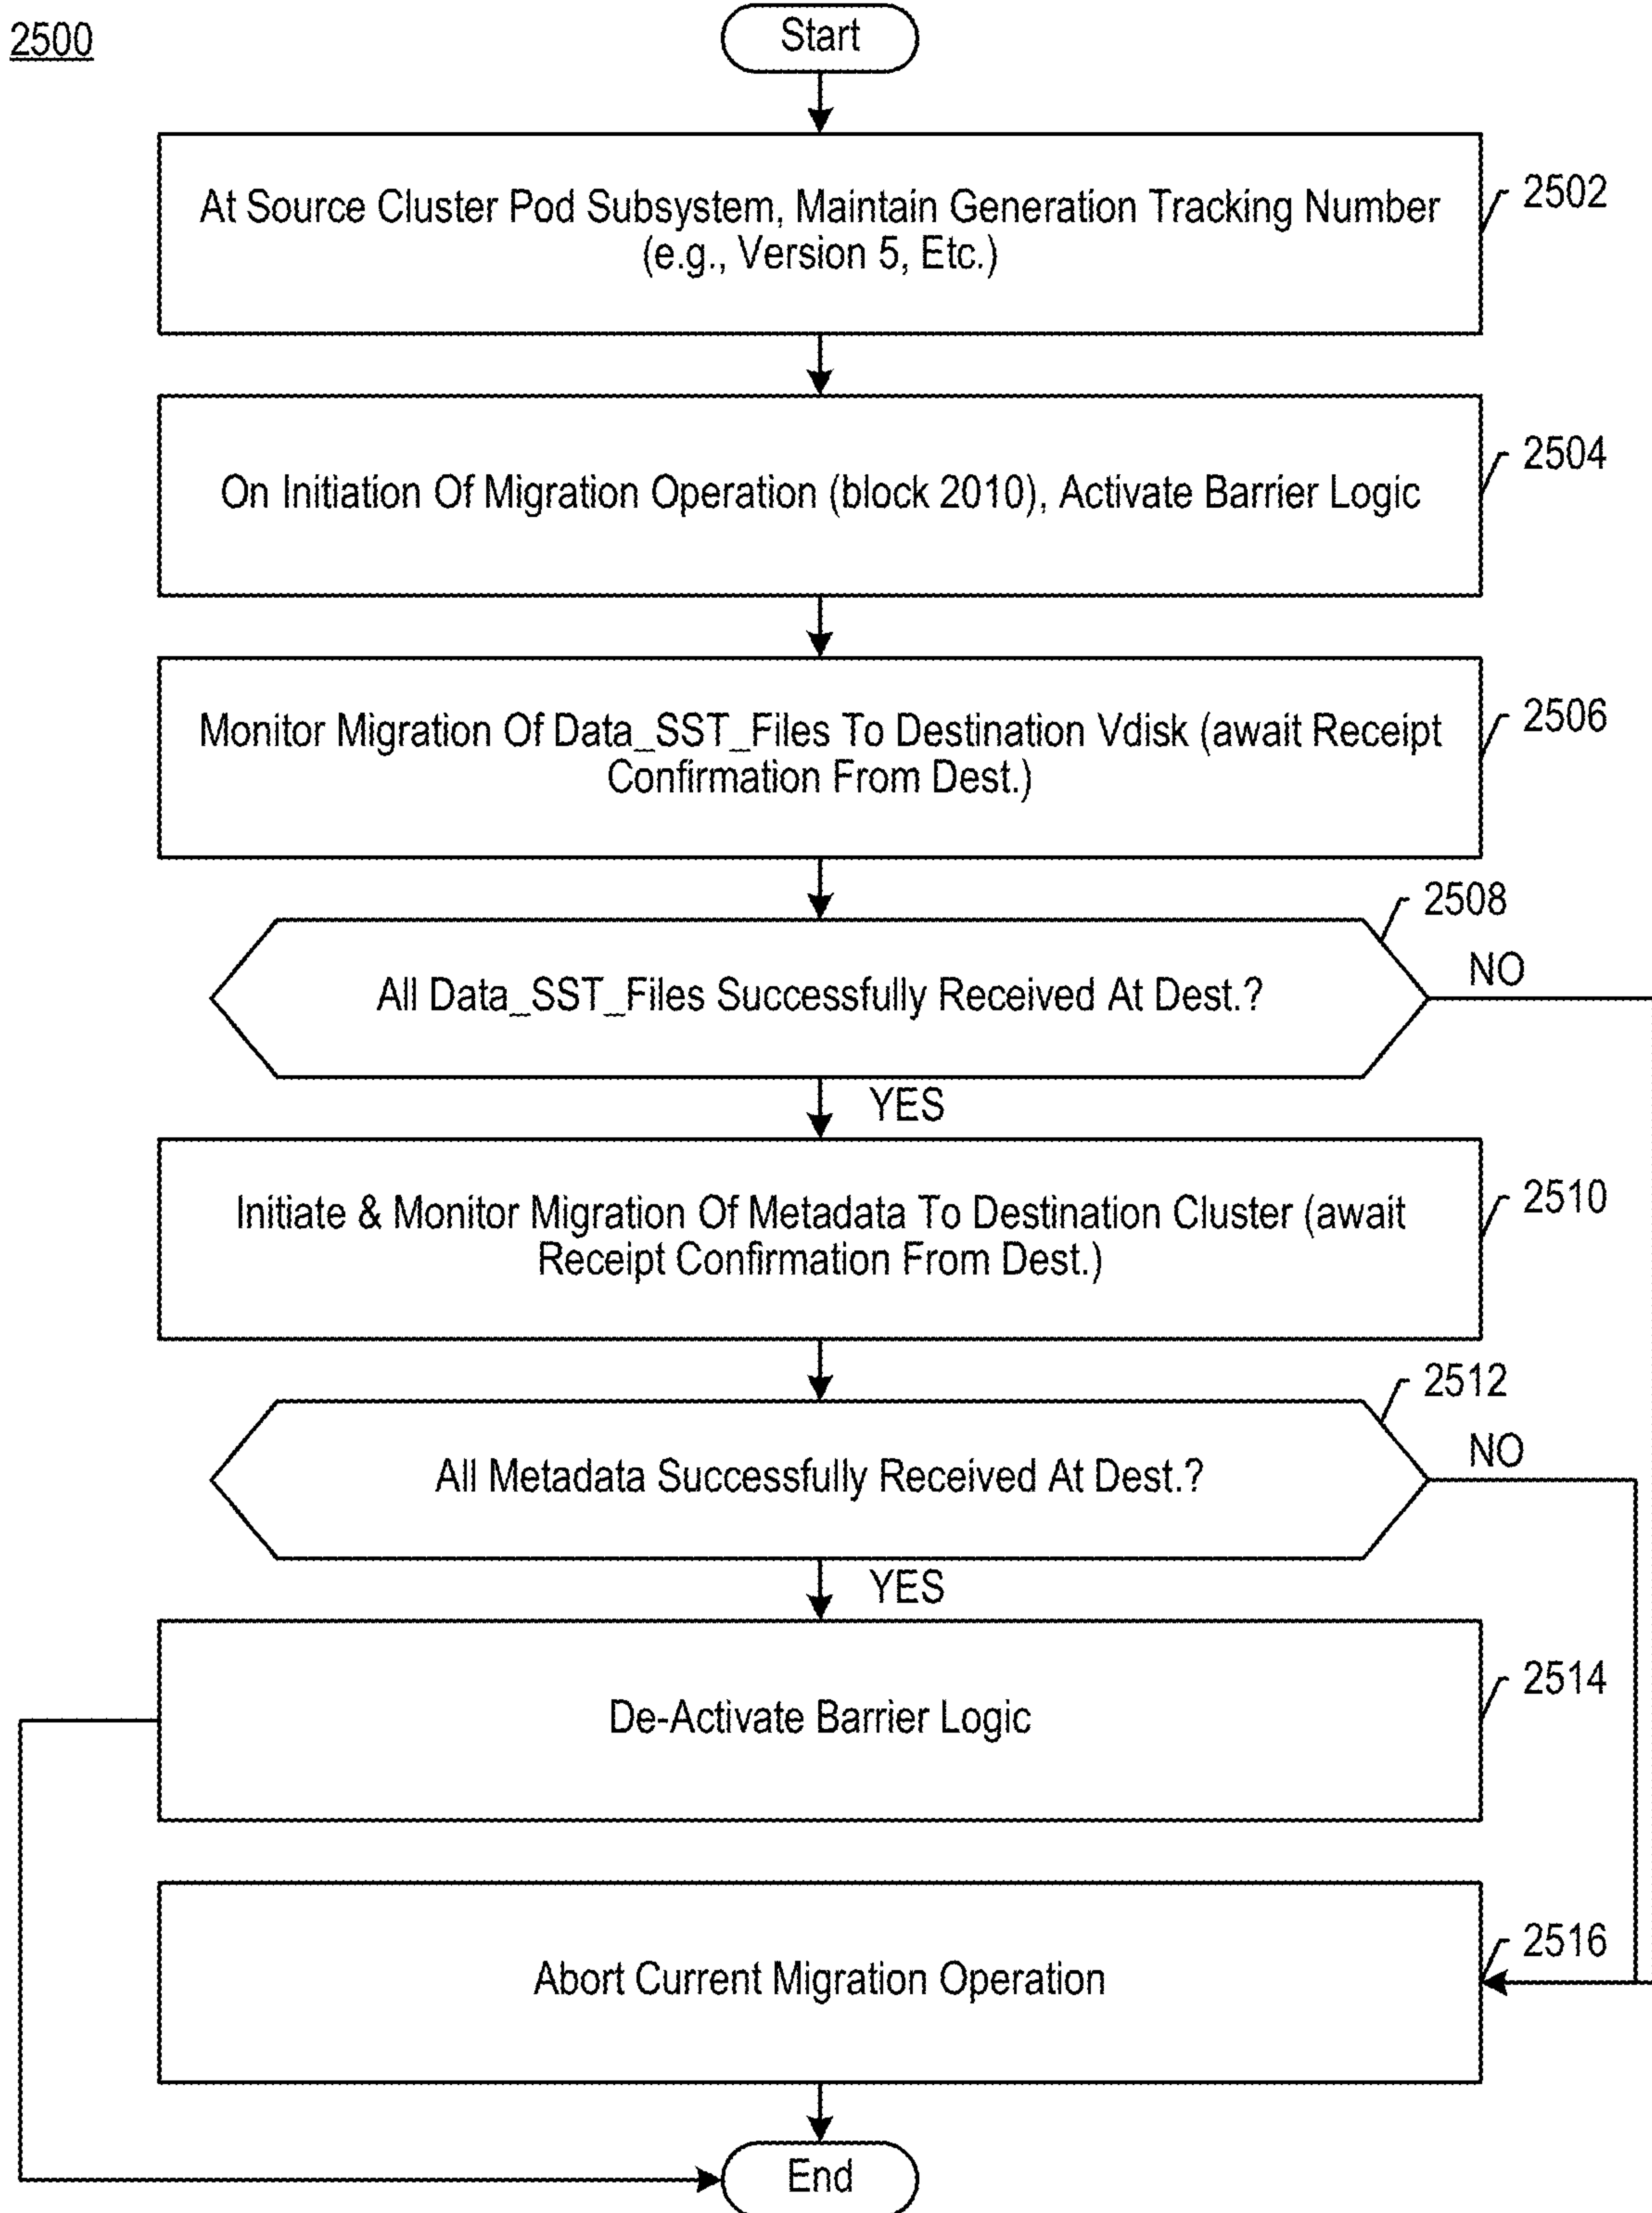 2500
Start
At Source Cluster Pod Subsystem, Maintain Generation Tracking Number
(e.g., Version 5, Etc.)
2502
On Initiation Of Migration Operation (block 2010), Activate Barrier Logic
2504
Monitor Migration Of Data_SST_Files To Destination Vdisk (await Receipt
Confirmation From Dest.)
2506
2508
All Data_SST_Files Successfully Received At Dest.?
NO
YES
Initiate & Monitor Migration Of Metadata To Destination Cluster (await
Receipt Confirmation From Dest.)
2510
2512
All Metadata Successfully Received At Dest.?
NO
YES
De-Activate Barrier Logic
2514
Abort Current Migration Operation
2516
End